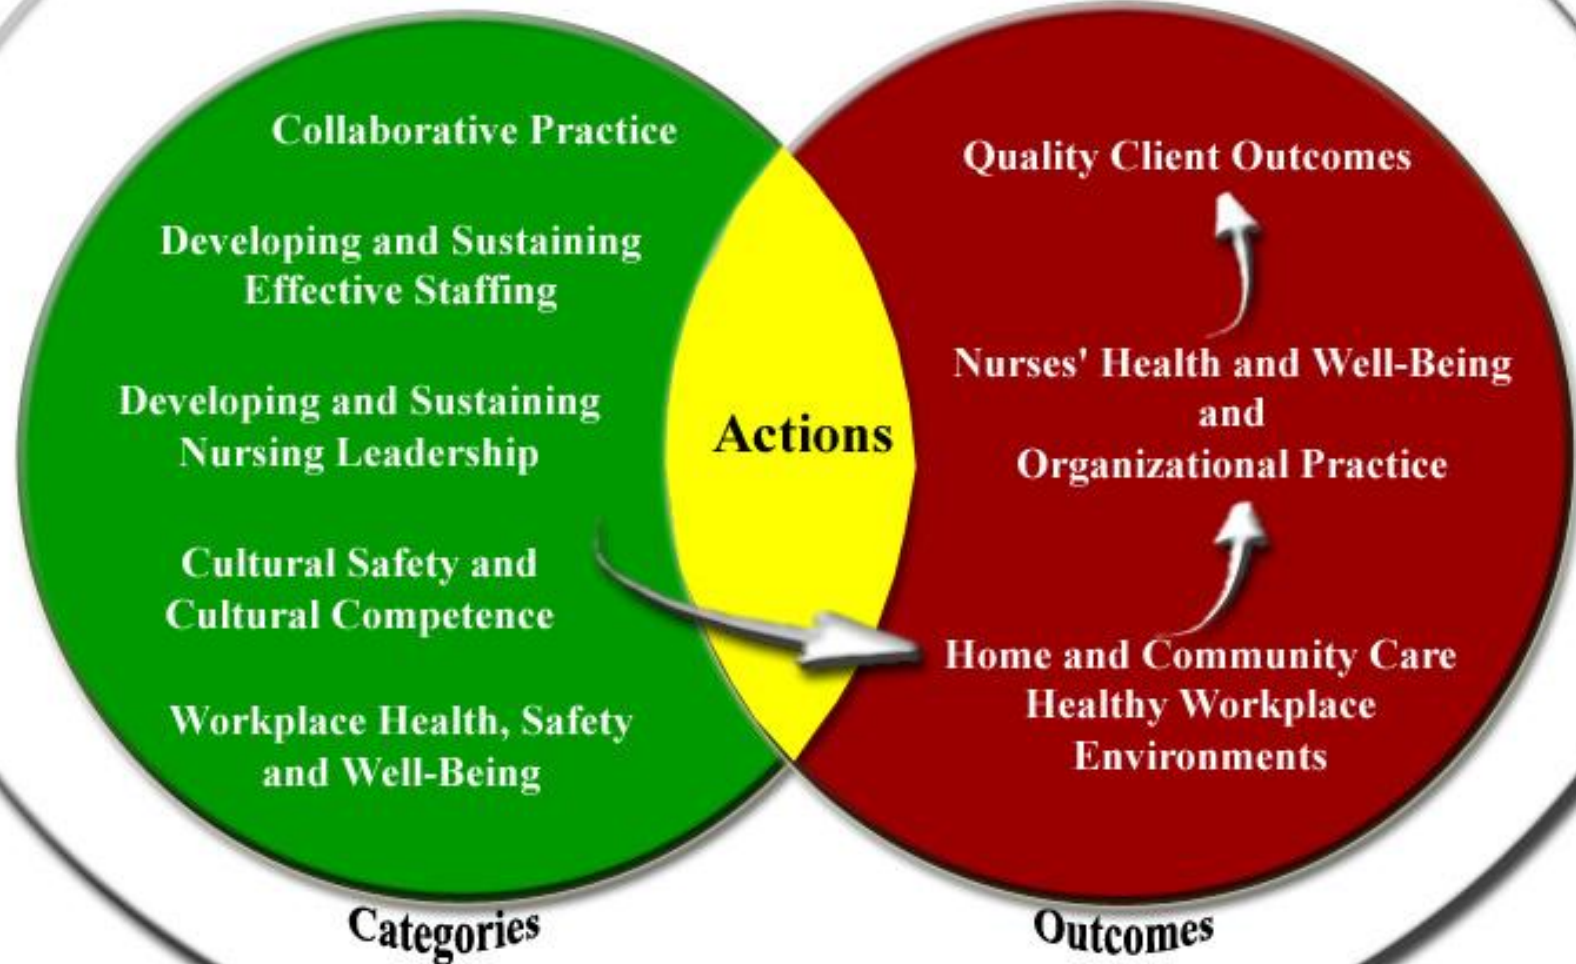 Collaborative Practice
Developing and Sustaining
Effective Staffing
Developing and Sustaining
Nursing Leadership
Cultural Safety and
Cultural Competence
Workplace Health, Safety
and Well-Being
Categories
Actions
Quality Client Outcomes
Nurses' Health and Well-Being
and
Organizational Practice
Home and Community Care
Healthy Workplace
Environments
Outcomes